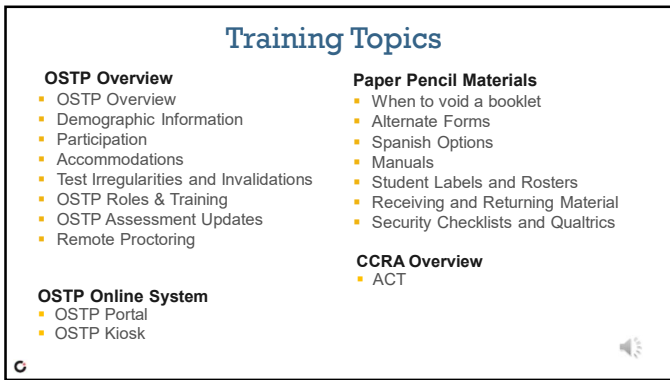 Training Topics
OSTP Overview
OSTP Overview
Demographic Information
Participation
Accommodations
Test Irregularities and Invalidations
OSTP Roles & Training
OSTP Assessment Updates
Remote Proctoring
OSTP Online System
OSTP Portal
OSTP Kiosk
Paper Pencil Materials
When to void a booklet
Alternate Forms
Spanish Options
Manuals
Student Labels and Rosters
Receiving and Returning Material
Security Checklists and Qualtrics
CCRA Overview
ACT